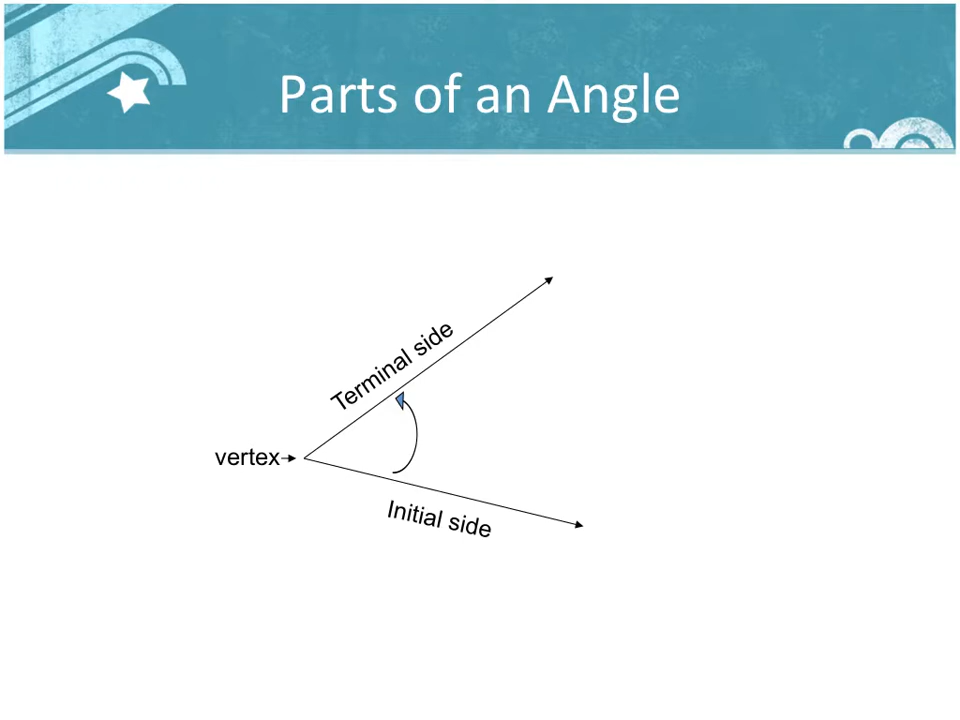 Parts of an Angle
Terminal side
vertex
Initial side